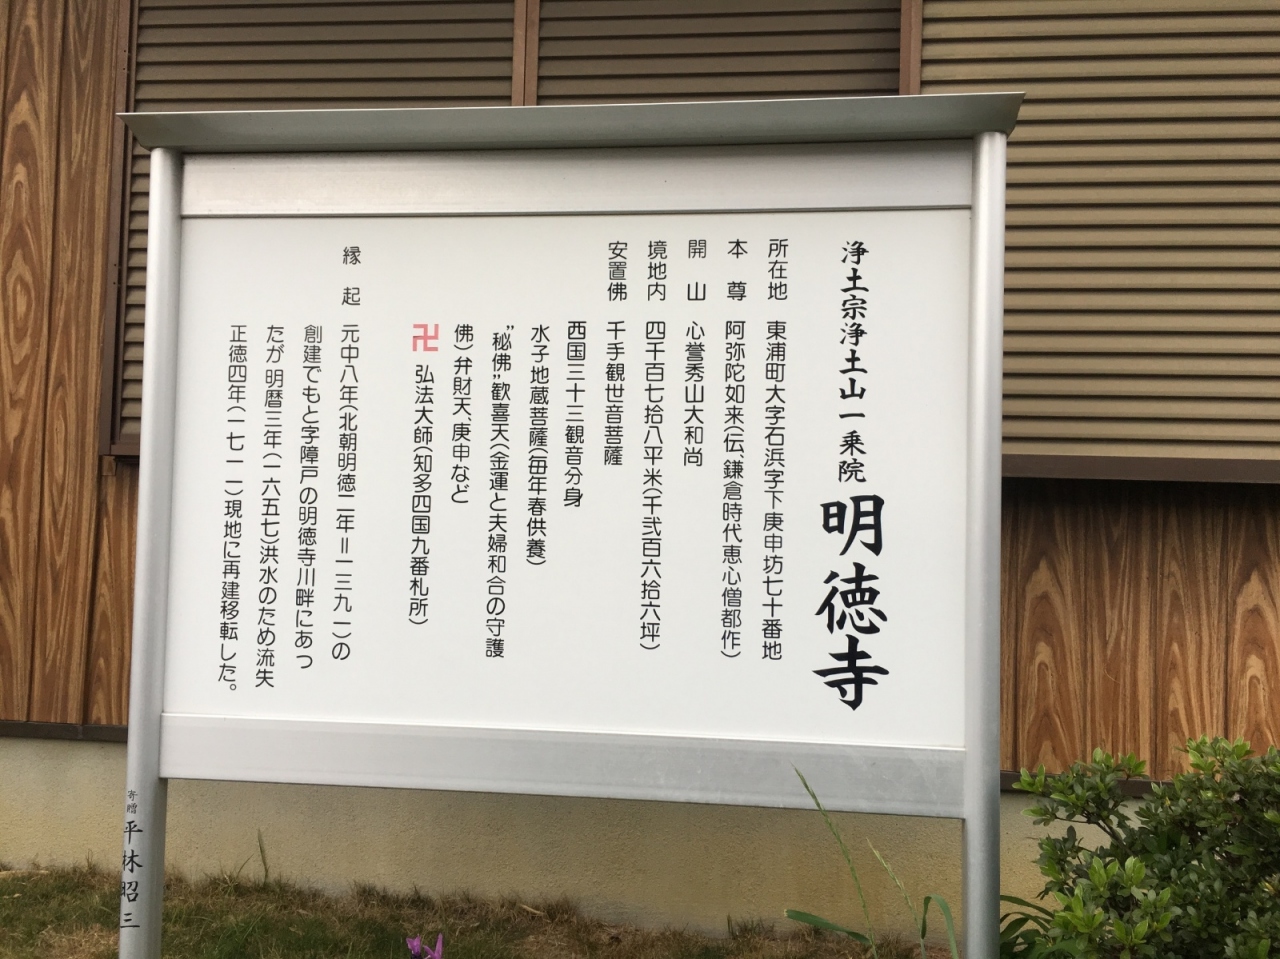 浄土宗浄土山一乗院 明徳寺
所在地 東浦町大字石浜字下庚申坊七十番地
本尊 阿弥陀如来(伝、鎌倉時代恵心僧都作)
開山 心誉秀山大和尚
境地内 四千百七拾八平米(千弐百六拾六坪)
安置佛 千手観世音菩薩
西国三十三観音分身
水子地蔵菩薩(毎年春供養)
”秘佛”歓喜天(金運と夫婦和合の守護
佛)弁財天、庚申など
卍 弘法大師(知多四国九番札所)
縁起 元中八年(北朝明徳二年=一三九一)の
創建でもと字障戸の明徳寺川畔にあっ
たが 明暦三年(一六五七)洪水のため流失
正徳四年(一七一一)現地に再建移転した。
寄贈 平林昭三